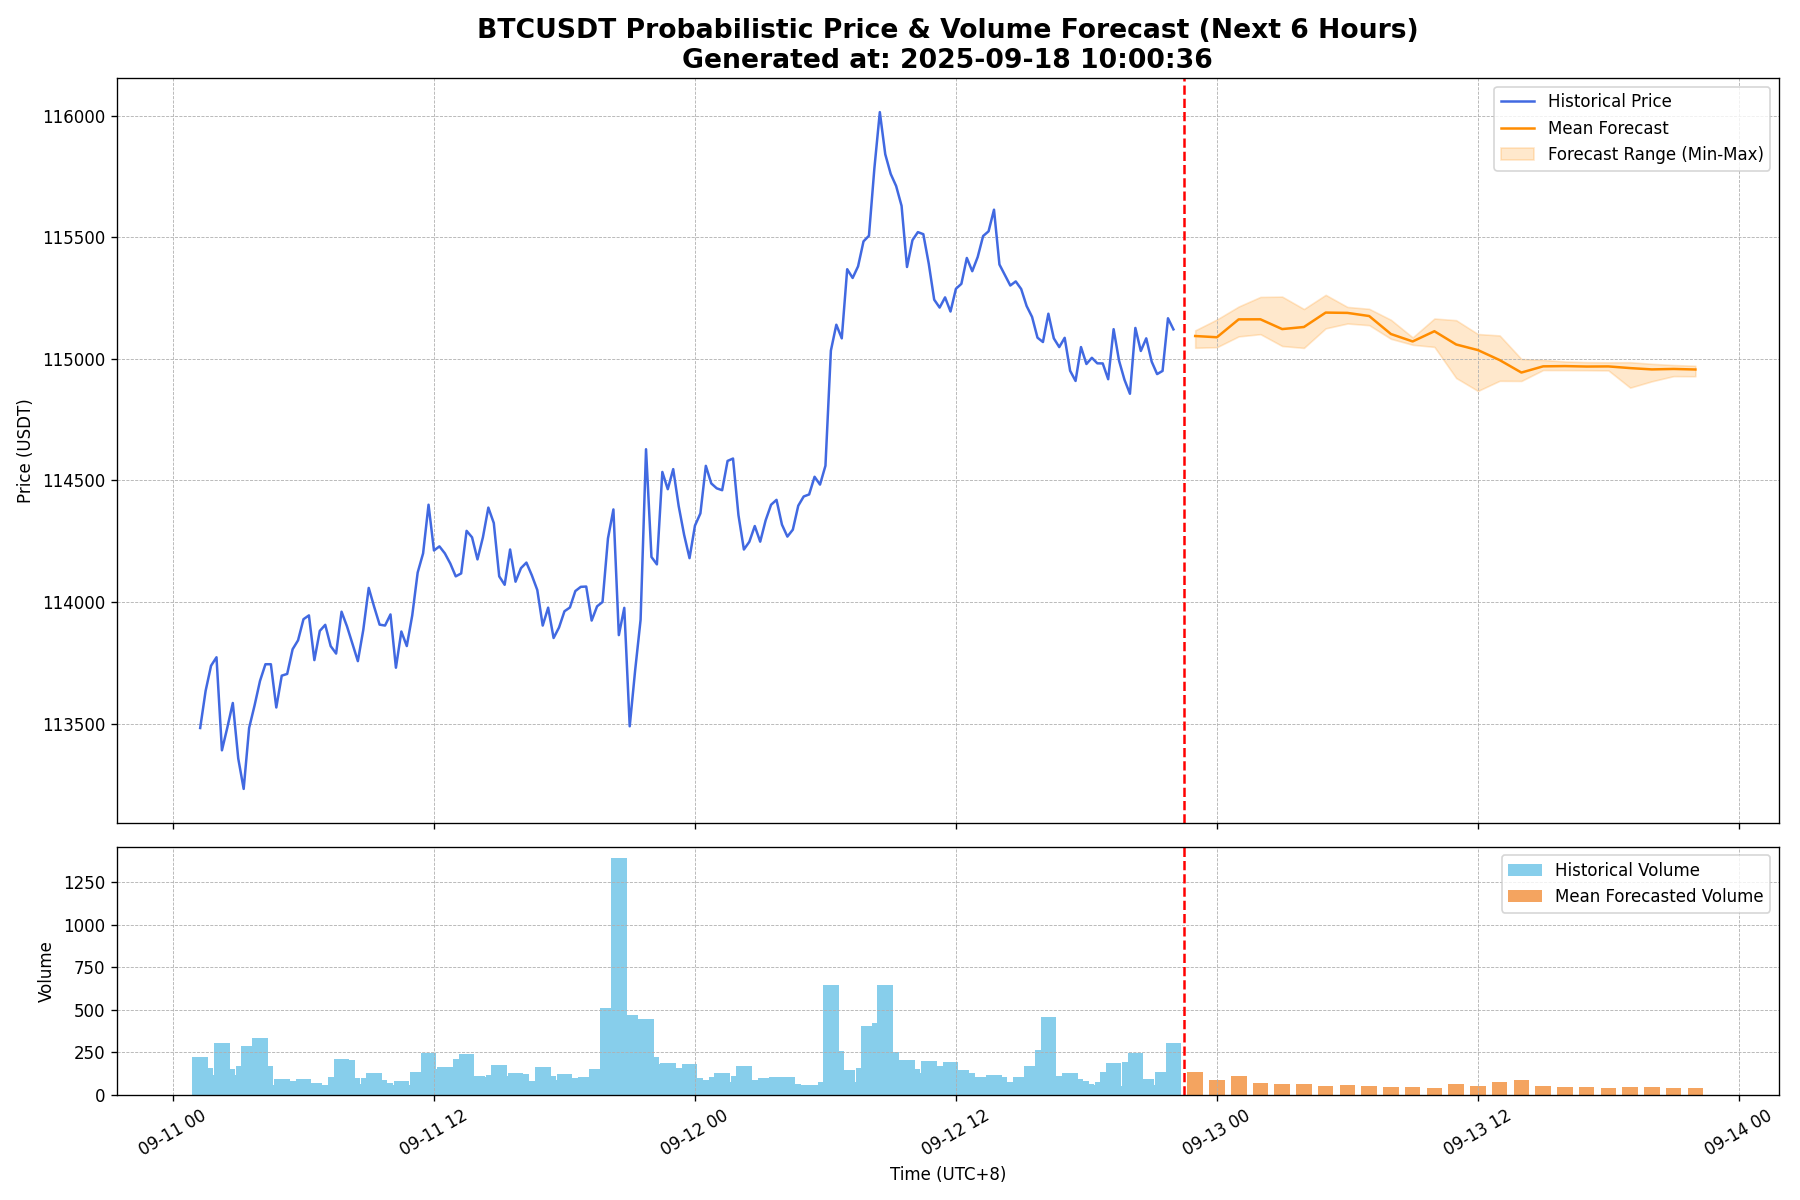 BTCUSDT Probabilistic Price & Volume Forecast (Next 6 Hours)
Generated at: 2025-09-18 10:00:36
Historical Price
Mean Forecast
Forecast Range (Min-Max)
116000
115500
115000
114500
114000
113500
Price (USDT)
Historical Volume
Mean Forecasted Volume
1250
1000
750
500
250
0
Volume
09-11 00
09-11 12
09-12 00
09-12 12
09-13 00
09-13 12
09-14 00
Time (UTC+8)